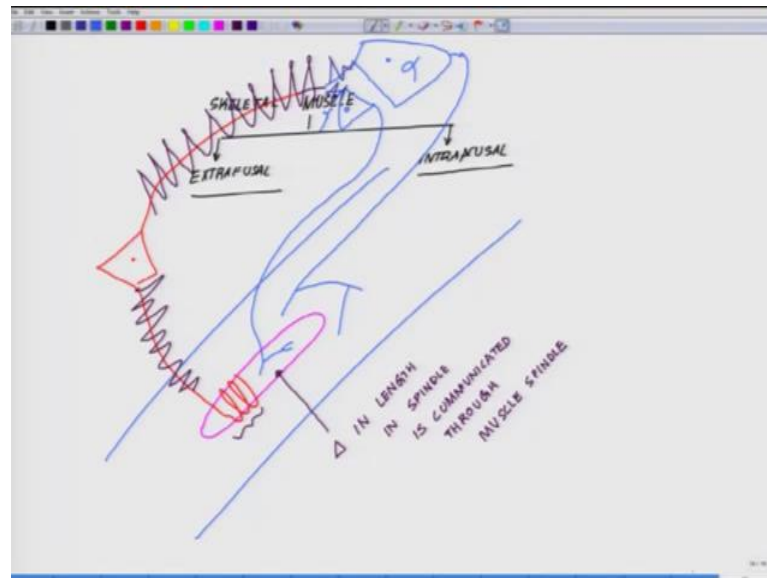 SKELETAL MUSCLE
EXTRAFUSAL
INTRAFUSAL
α
Δ IN LENGTH
IN SPINDLE
IS COMMUNICATED
THROUGH
MUSCLE SPINDLE